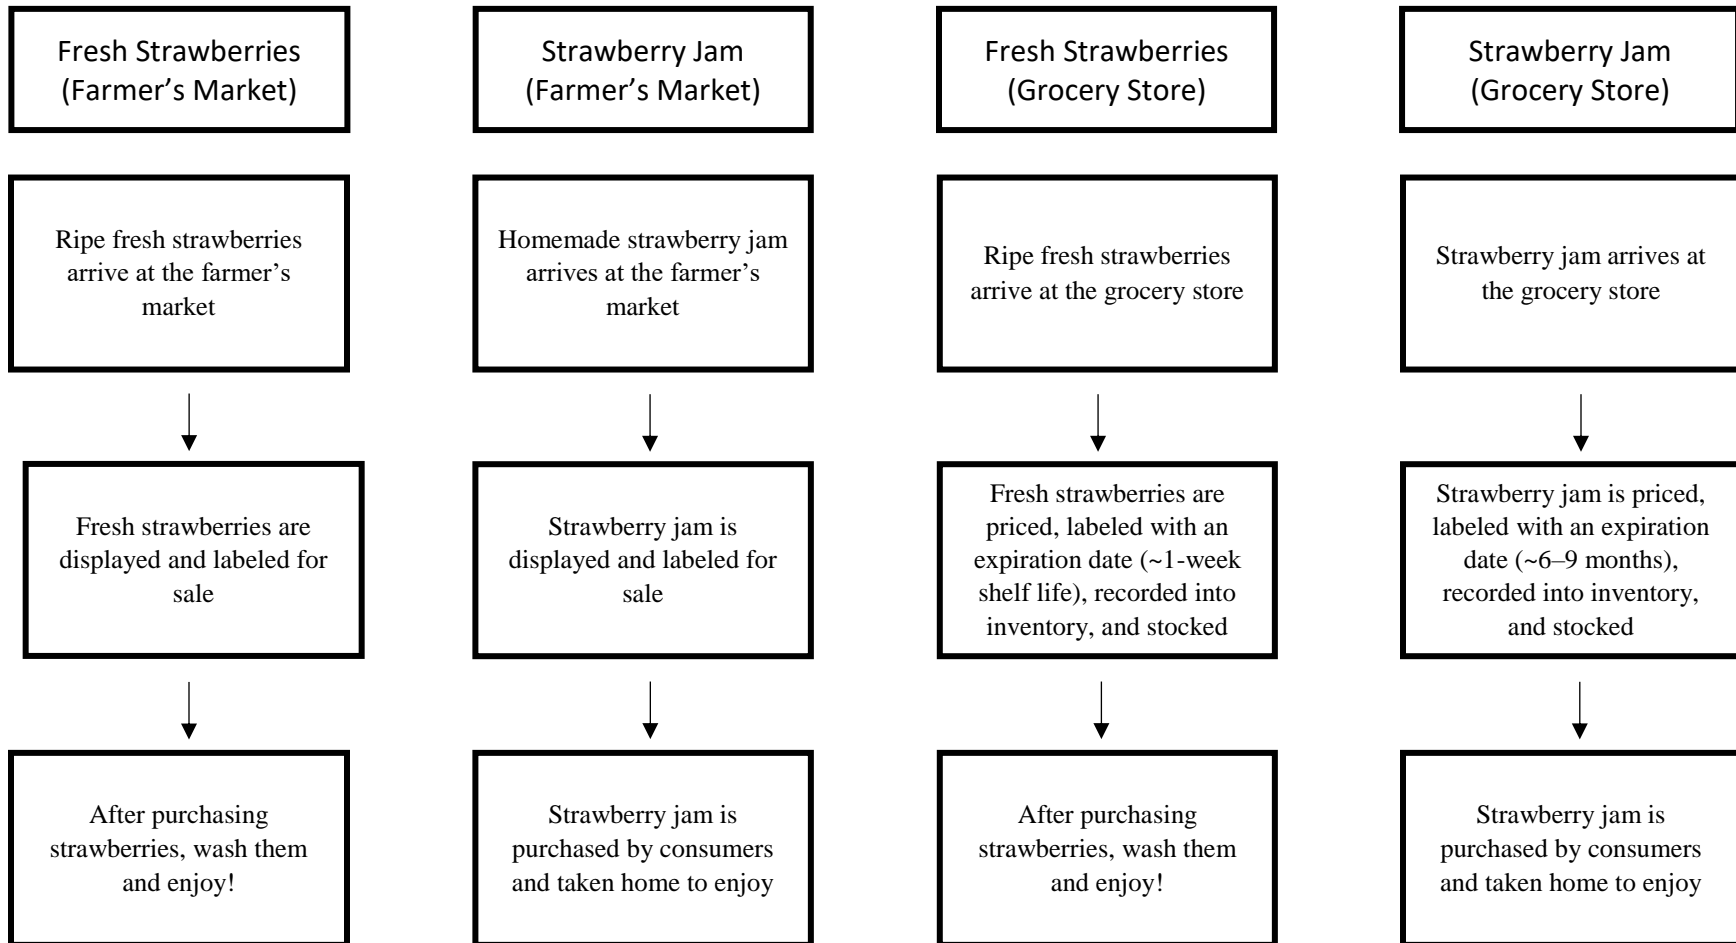 Fresh Strawberries
(Farmer’s Market)
Strawberry Jam
(Farmer’s Market)
Fresh Strawberries
(Grocery Store)
Strawberry Jam
(Grocery Store)
Ripe fresh strawberries
arrive at the farmer’s
market
Homemade strawberry jam
arrives at the farmer’s
market
Ripe fresh strawberries
arrive at the grocery store
Strawberry jam arrives at
the grocery store
Fresh strawberries are
displayed and labeled for
sale
Strawberry jam is
displayed and labeled for
sale
Fresh strawberries are
priced, labeled with an
expiration date (~1-week
shelf life), recorded into
inventory, and stocked
Strawberry jam is priced,
labeled with an expiration
date (~6–9 months),
recorded into inventory,
and stocked
After purchasing
strawberries, wash them
and enjoy!
Strawberry jam is
purchased by consumers
and taken home to enjoy
After purchasing
strawberries, wash them
and enjoy!
Strawberry jam is
purchased by consumers
and taken home to enjoy